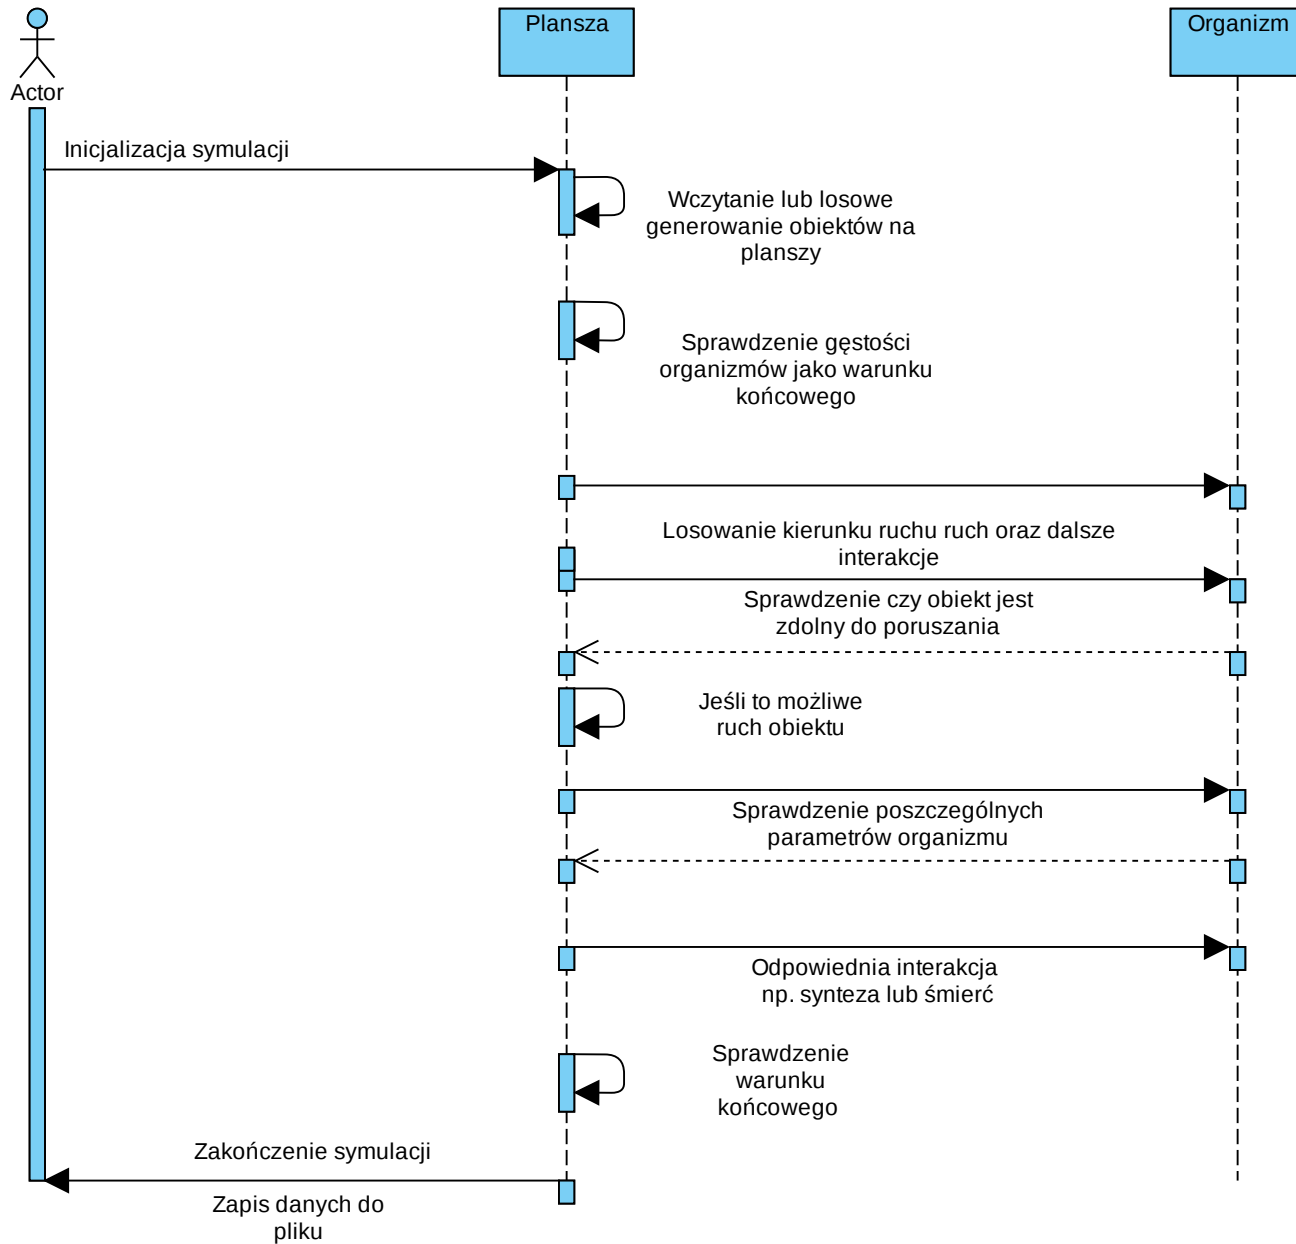 Plansza
Organizm
Actor
Inicjalizacja symulacji
Wczytanie lub losowe
generowanie obiektów na
planszy
Sprawdzenie gęstości
organizmów jako warunku
końcowego
Losowanie kierunku ruchu ruch oraz dalsze
interakcje
Sprawdzenie czy obiekt jest
zdolny do poruszania
Jeśli to możliwe
ruch obiektu
Sprawdzenie poszczególnych
parametrów organizmu
Odpowiednia interakcja
np. synteza lub śmierć
Sprawdzenie
warunku
końcowego
Zakończenie symulacji
Zapis danych do
pliku